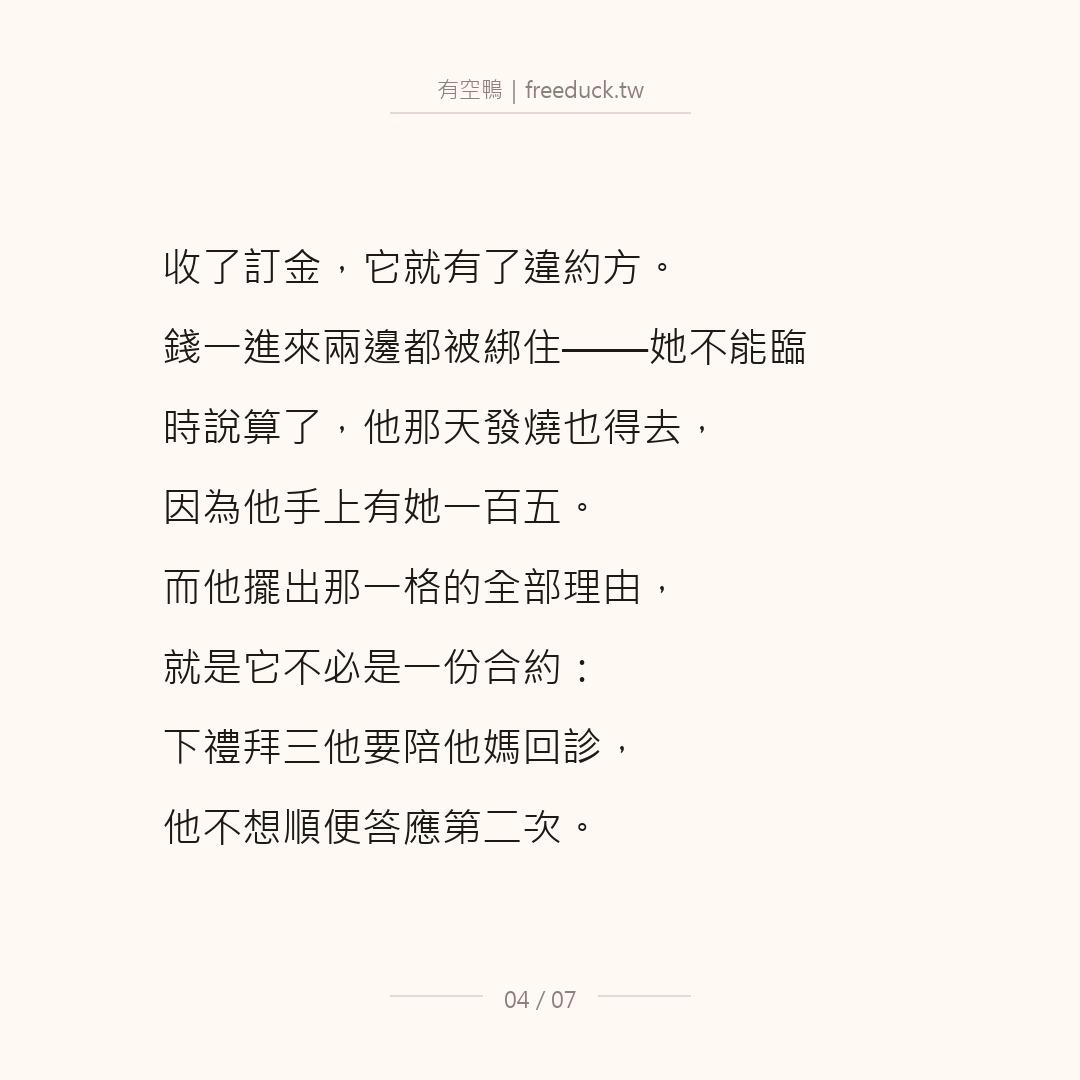 有空鴨｜freeduck.tw
收了訂金，它就有了違約方。
錢一進來兩邊都被綁住——她不能臨
時說算了，他那天發燒也得去，
因為他手上有她一百五。
而他擺出那一格的全部理由，
就是它不必是一份合約：
下禮拜三他要陪他媽回診，
他不想順便答應第二次。
04 / 07